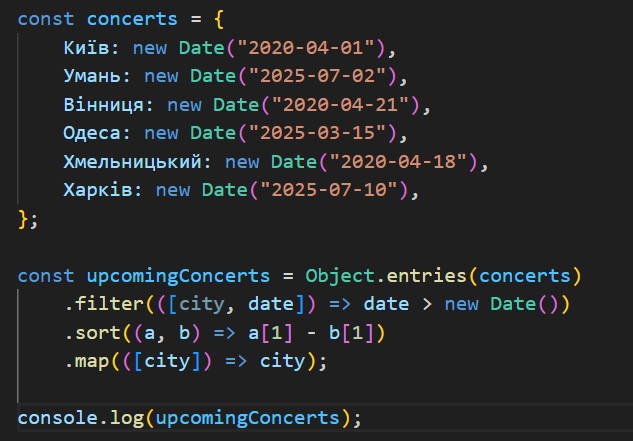 const concerts = {
    Київ: new Date("2020-04-01"),
    Умань: new Date("2025-07-02"),
    Вінниця: new Date("2020-04-21"),
    Одеса: new Date("2025-03-15"),
    Хмельницький: new Date("2020-04-18"),
    Харків: new Date("2025-07-10"),
};
const upcomingConcerts = Object.entries(concerts)
    .filter(([city, date]) => date > new Date())
    .sort((a, b) => a[1] - b[1])
    .map(([city]) => city);
console.log(upcomingConcerts);